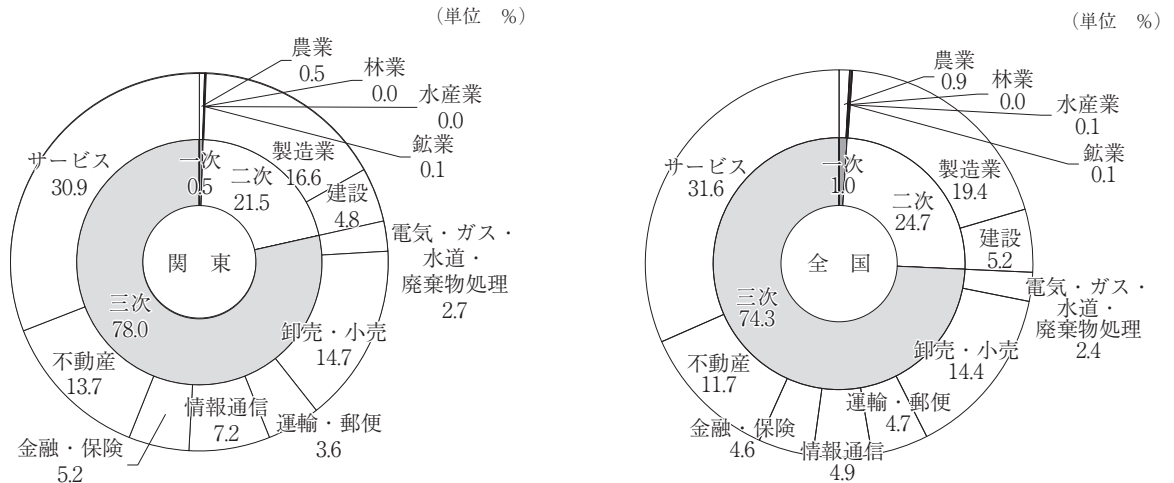 (単位　%)
農業
0.5
林業
0.0
水産業
0.0
鉱業
0.1
製造業
16.6
建設
4.8
電気・ガス・
水道・
廃棄物処理
2.7
卸売・小売
14.7
運輸・郵便
3.6
情報通信
7.2
金融・保険
5.2
不動産
13.7
サービス
30.9
一次
0.5
二次
21.5
三次
78.0
関　東
(単位　%)
農業
0.9
林業
0.0
水産業
0.1
鉱業
0.1
製造業
19.4
建設
5.2
電気・ガス・
水道・
廃棄物処理
2.4
卸売・小売
14.4
運輸・郵便
4.7
情報通信
4.9
金融・保険
4.6
不動産
11.7
サービス
31.6
一次
1.0
二次
24.7
三次
74.3
全　国